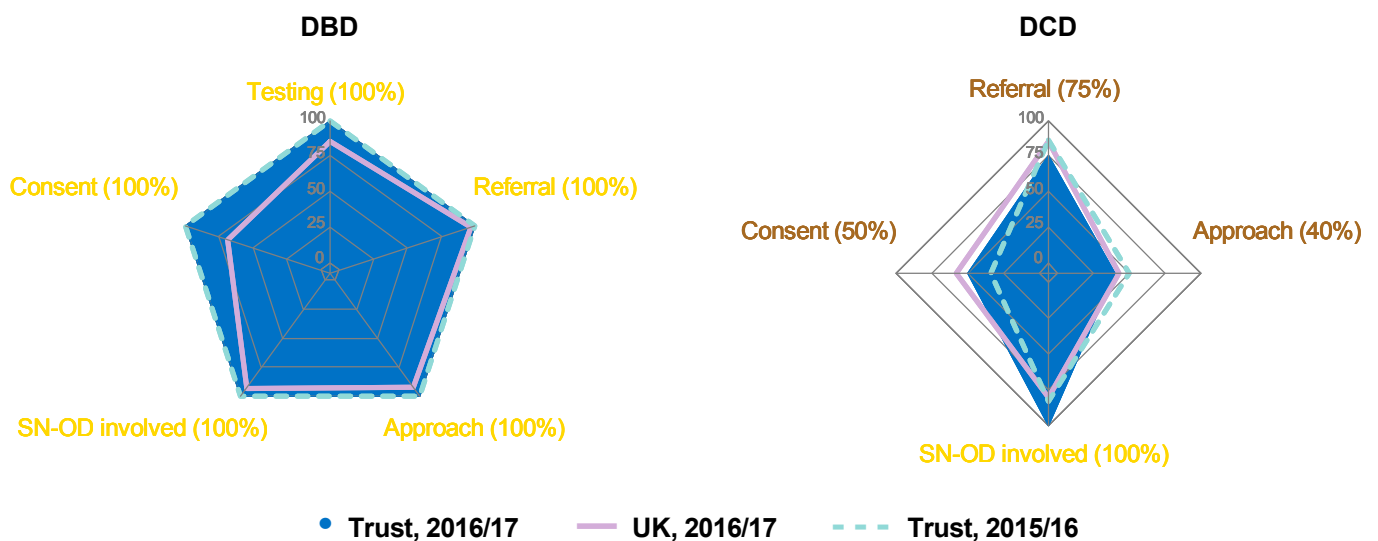 DBD
Testing (100%)
100
75
50
25
0
Consent (100%)
Referral (100%)
SN-OD involved (100%)
Approach (100%)
DCD
Referral (75%)
100
75
50
25
0
Consent (50%)
Approach (40%)
SN-OD involved (100%)
Trust, 2016/17
UK, 2016/17
Trust, 2015/16